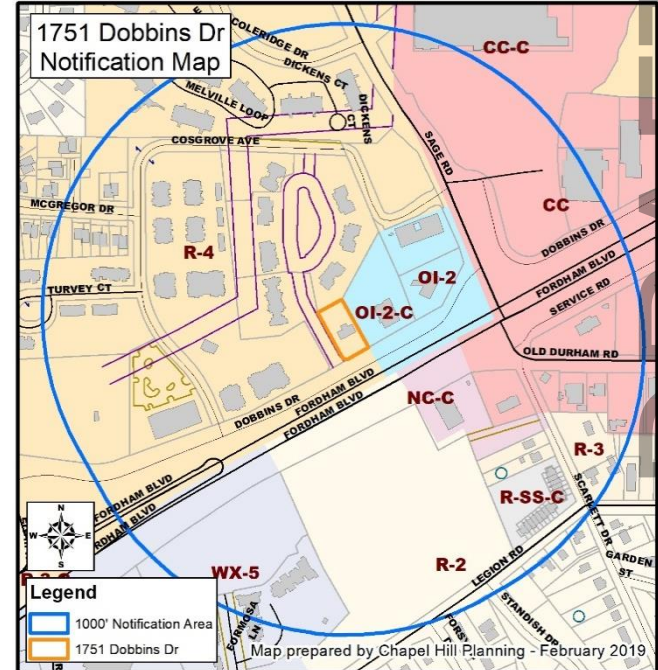 1751 Dobbins Dr
Notification Map
COLERIDGE DR
DICKENS CT
MELVILLE LOOP
DICKENS
CT
CC-C
COSGROVE AVE
SAGE RD
MCGREGOR DR
CC
R-4
DOBBINS DR
OI-2
FORDHAM BLVD
TURVEY CT
SERVICE RD
OI-2-C
OLD DURHAM RD
FORDHAM BLVD
NC-C
DOBBINS DR
FORDHAM BLVD
R-3
FORDHAM BLVD
R-SS-C
SCARLETT DR
N
W
E
S
RDHAM BLVD
LEGION RD
GARDEN
ST
WX-5
R-2
Legend
1000' Notification Area
1751 Dobbins Dr
FORMOSA
LN
STANDISH DR
Map prepared by Chapel Hill Planning - February 2019